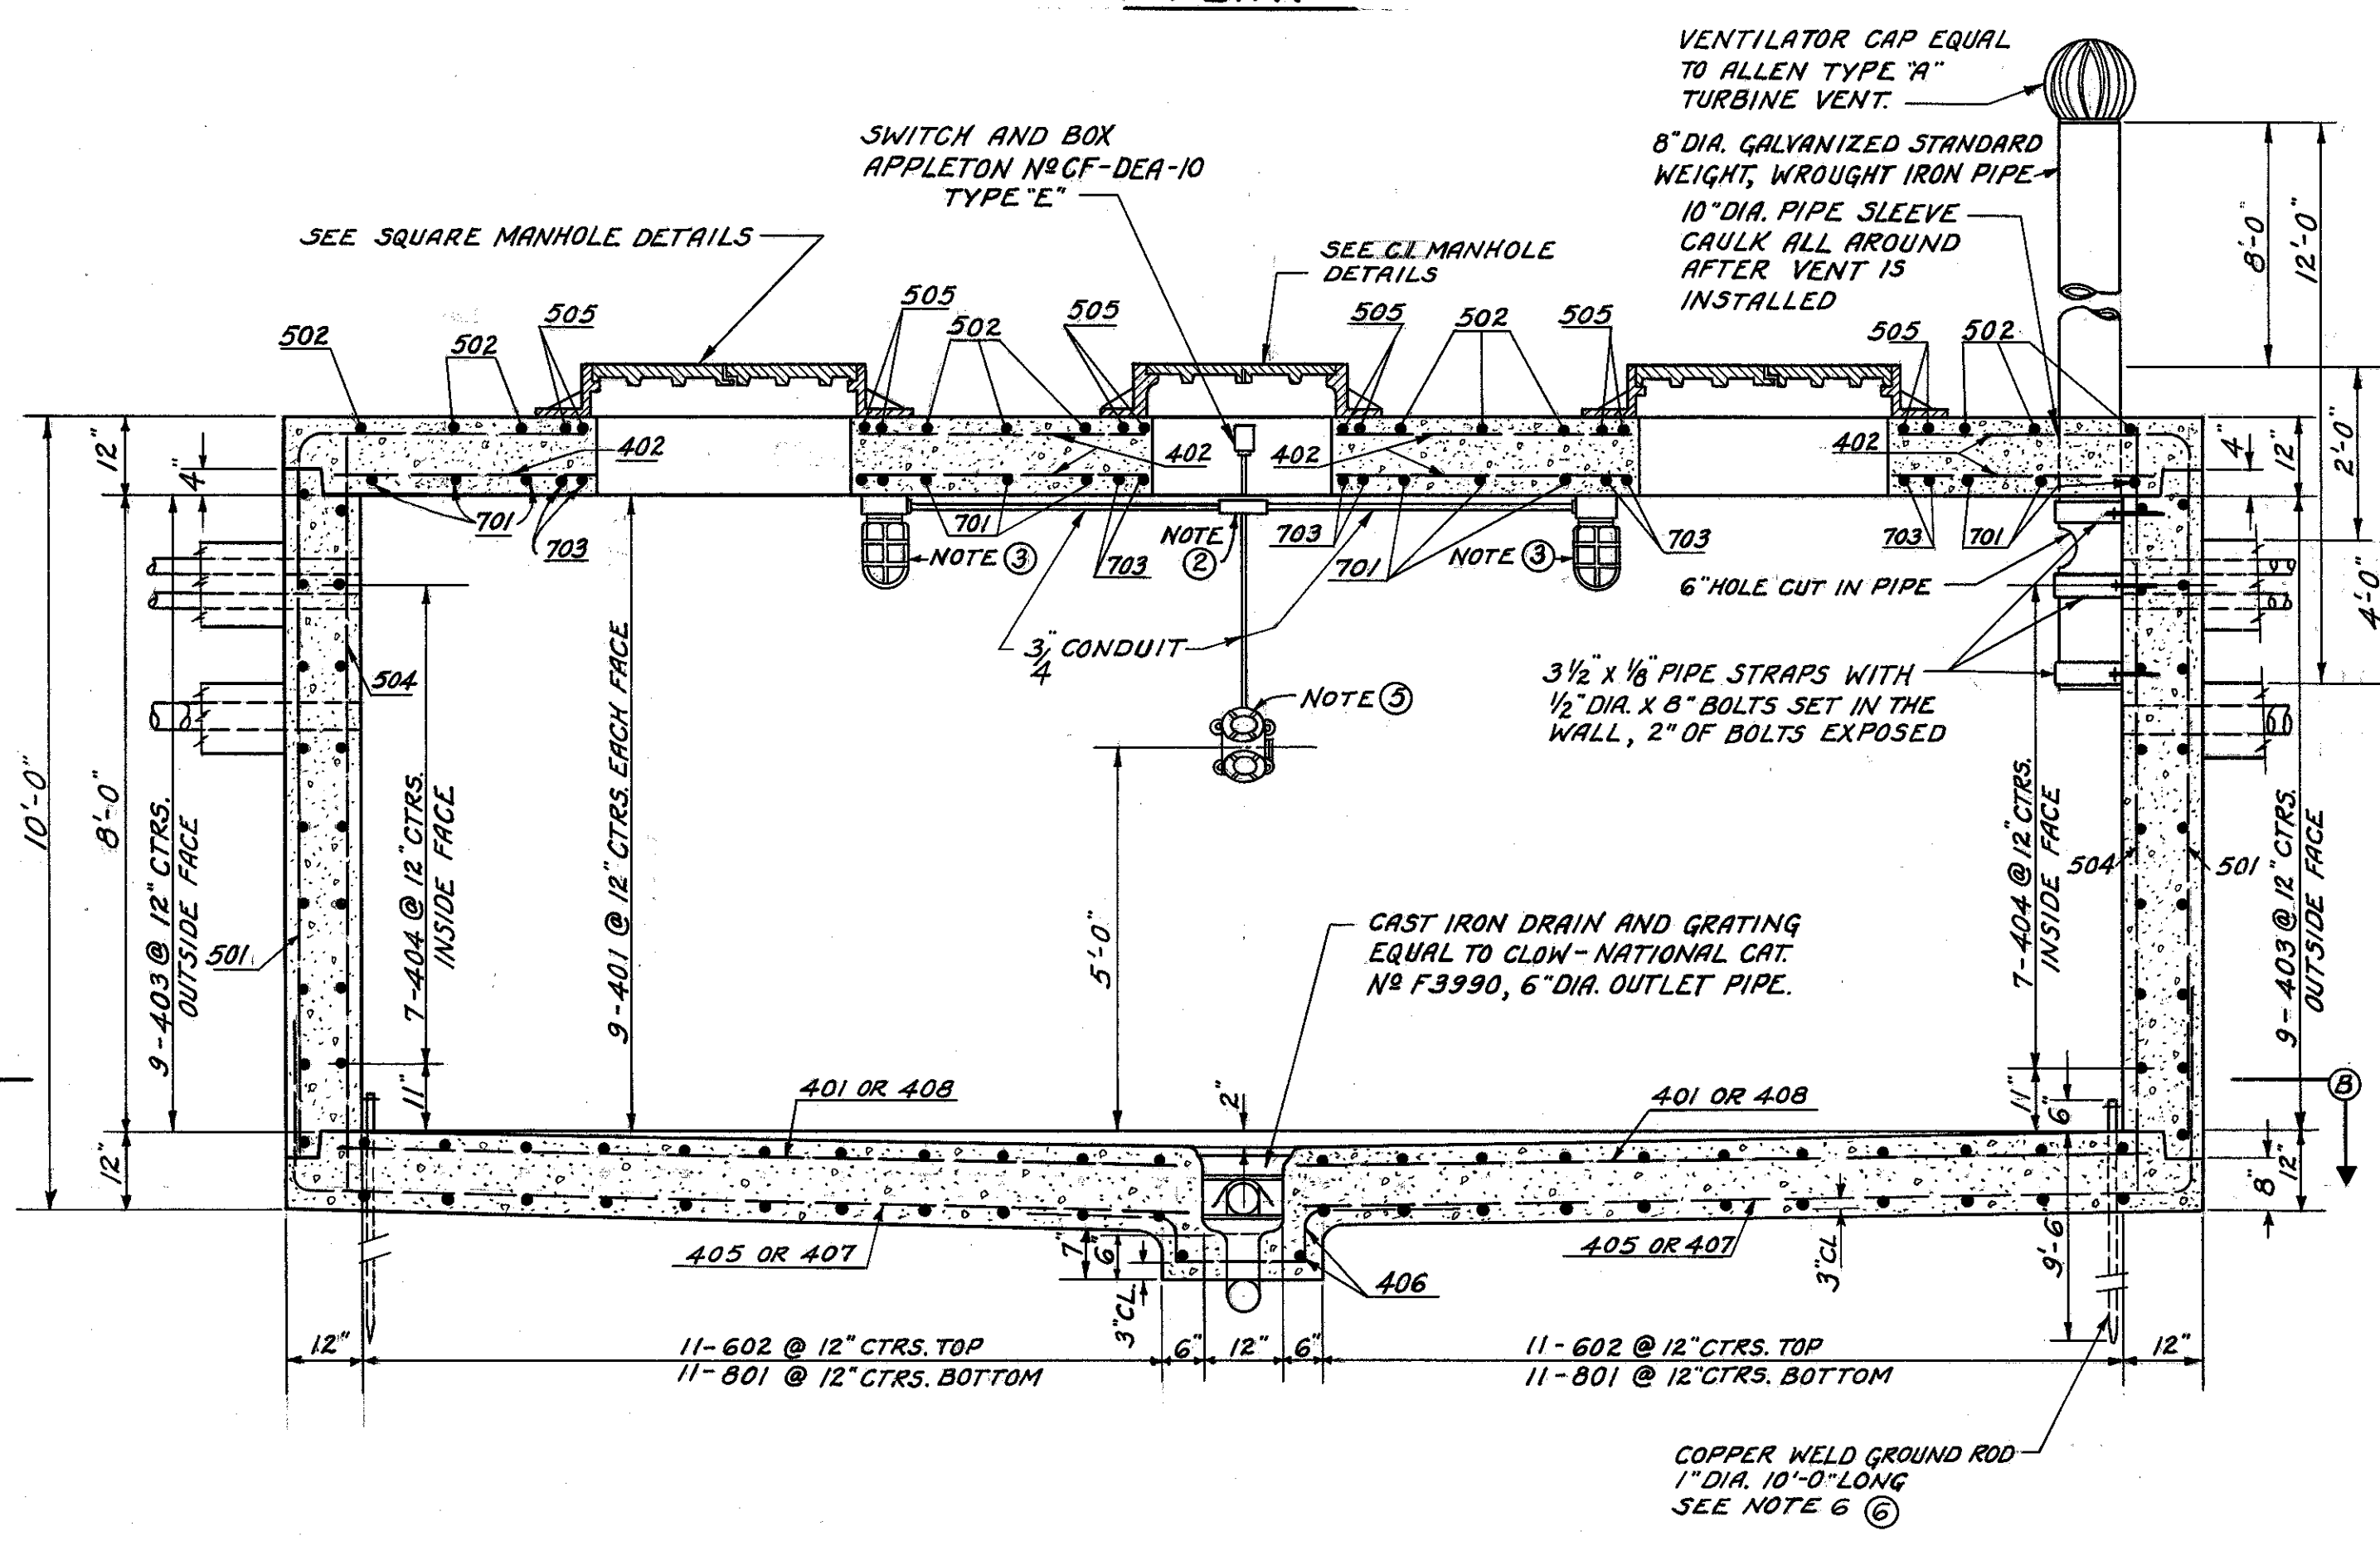 VENTILATOR CAP EQUAL
TO ALLEN TYPE "A"
TURBINE VENT.
SWITCH AND BOX
APPLETON Nº CF-DEA-10
TYPE "E"
8" DIA. GALVANIZED STANDARD
WEIGHT, WROUGHT IRON PIPE
10" DIA. PIPE SLEEVE
CAULK ALL AROUND
AFTER VENT IS
INSTALLED
SEE SQUARE MANHOLE DETAILS
SEE C.I. MANHOLE
DETAILS
8'-0"
12'-0"
502
502
505
505
502
505
505
502
505
505
502
12"
4"
402
402
402
402
4"
12"
2'-0"
701
703
701
703
703
701
703
703
701
NOTE 3
NOTE
2
NOTE 3
6" HOLE CUT IN PIPE
4'-0"
3/4" CONDUIT
504
NOTE 5
3 1/2" X 1/8" PIPE STRAPS WITH
1/2" DIA. X 8" BOLTS SET IN THE
WALL, 2" OF BOLTS EXPOSED
10'-0"
8'-0"
9-403 @ 12" CTRS.
OUTSIDE FACE
501
7-404 @ 12" CTRS.
INSIDE FACE
9-401 @ 12" CTRS. EACH FACE
5'-0"
CAST IRON DRAIN AND GRATING
EQUAL TO CLOW-NATIONAL CAT.
Nº F3990, 6" DIA. OUTLET PIPE.
7-404 @ 12" CTRS.
INSIDE FACE
504
501
9-403 @ 12" CTRS.
OUTSIDE FACE
11"
401 OR 408
2"
401 OR 408
11"
6"
B
12"
8"
12"
405 OR 407
7"
6"
3" CL.
406
405 OR 407
3" CL
9'-6"
12"
11-602 @ 12" CTRS. TOP
11-801 @ 12" CTRS. BOTTOM
6"
12"
6"
11-602 @ 12" CTRS. TOP
11-801 @ 12" CTRS. BOTTOM
12"
COPPER WELD GROUND ROD
1" DIA. 10'-0" LONG
SEE NOTE 6 6